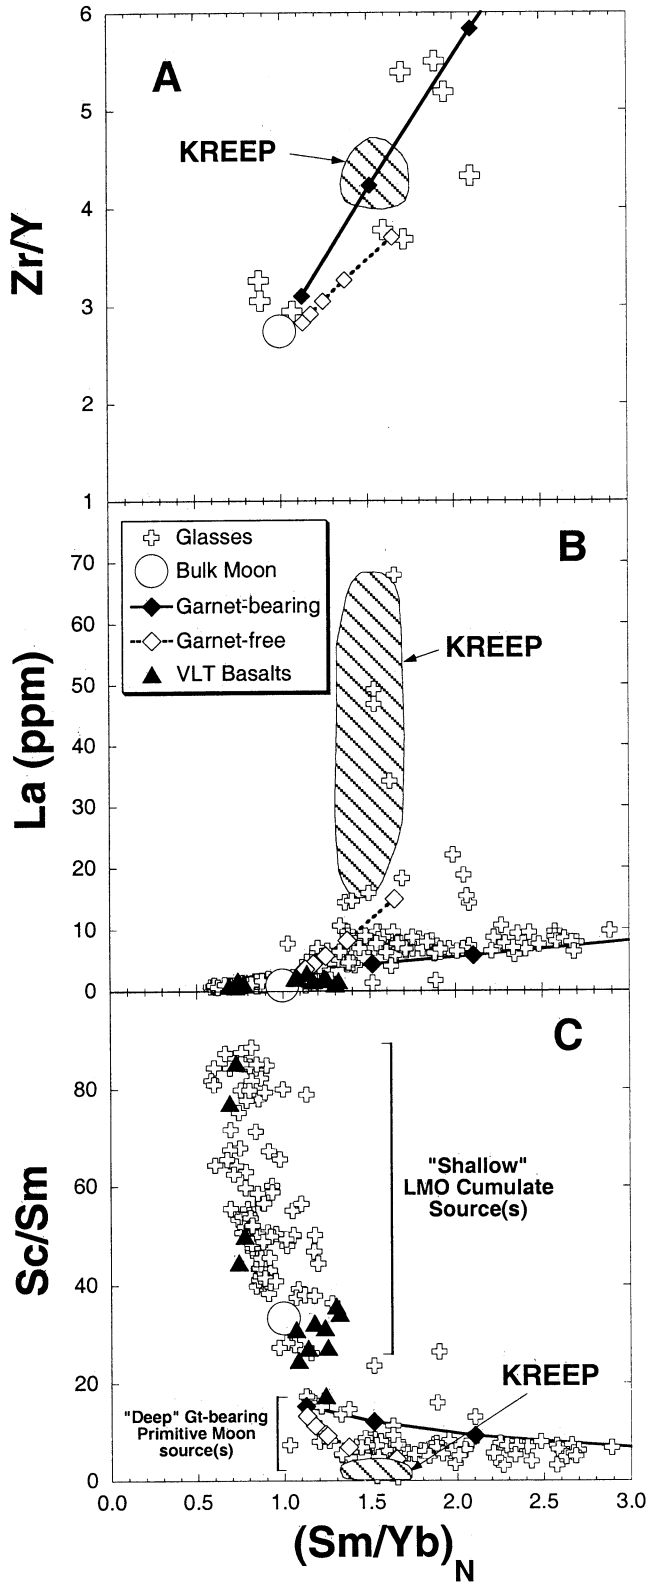 6
A
5
KREEP
4
Zr/Y
3
2
1
Glasses
Bulk Moon
Garnet-bearing
Garnet-free
VLT Basalts
B
70
60
KREEP
50
La (ppm)
40
30
20
10
0
C
80
"Shallow"
LMO Cumulate
Source(s)
60
Sc/Sm
40
KREEP
20
"Deep" Gt-bearing
Primitive Moon
source(s)
0
0.0 0.5 1.0 1.5 2.0 2.5 3.0
(Sm/Yb)N